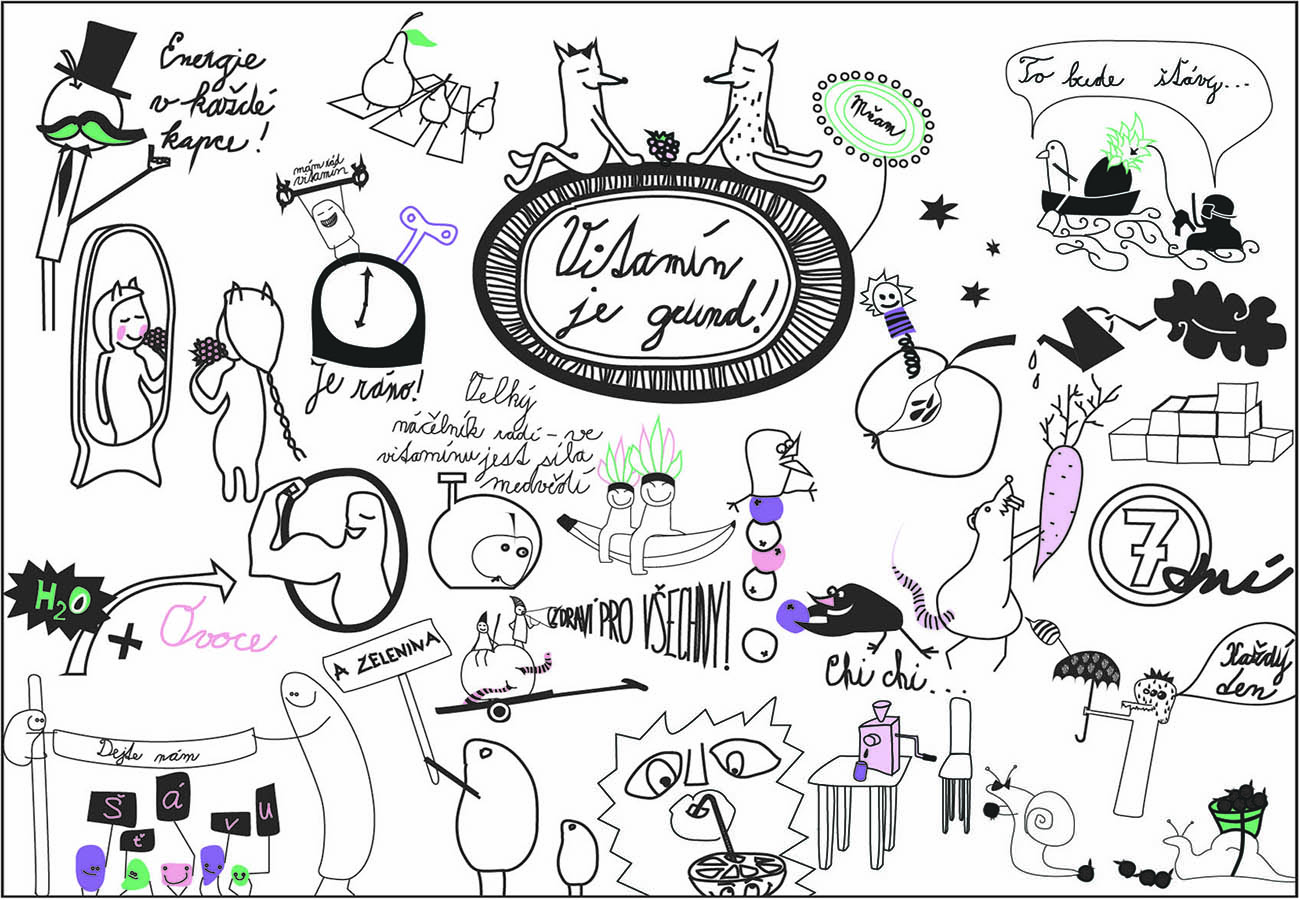 Energie
v každé
kapce!
mám rád
vitamín
Mňam
To bude šťávy...
Vitamín
je grund!
Je ráno!
Velký
náčelník radí – ve
vitamínu jest síla
medvědí
7 dní
H2O
+ Ovoce
A ZELENINA
ZDRAVÍ PRO VŠECHNY!
Chi chi...
Každý
den
Dejte nám
Š
ť
á
v
u